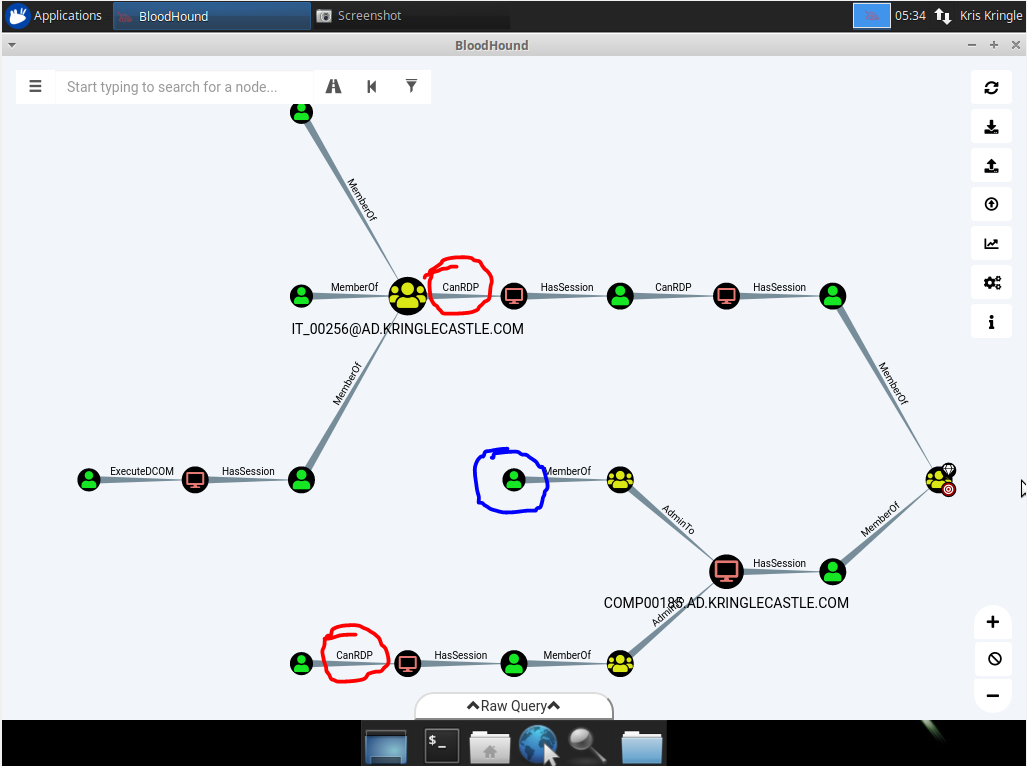 Applications
BloodHound
Screenshot
05:34
Kris Kringle
BloodHound
Start typing to search for a node...
MemberOf
MemberOf
CanRDP
HasSession
CanRDP
HasSession
IT_00256@AD.KRINGLECASTLE.COM
MemberOf
MemberOf
ExecuteDCOM
HasSession
MemberOf
AdminTo
MemberOf
HasSession
COMP00185.AD.KRINGLECASTLE.COM
AdminTo
CanRDP
HasSession
MemberOf
Raw Query
$_